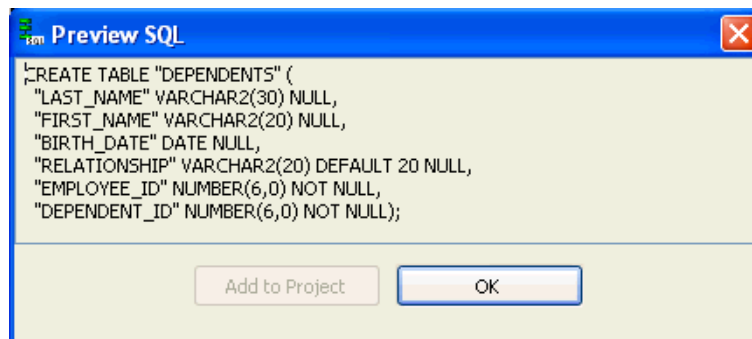 SQL Preview SQL
CREATE TABLE "DEPENDENTS" (
"LAST_NAME" VARCHAR2(30) NULL,
"FIRST_NAME" VARCHAR2(20) NULL,
"BIRTH_DATE" DATE NULL,
"RELATIONSHIP" VARCHAR2(20) DEFAULT 20 NULL,
"EMPLOYEE_ID" NUMBER(6,0) NOT NULL,
"DEPENDENT_ID" NUMBER(6,0) NOT NULL);
Add to Project OK